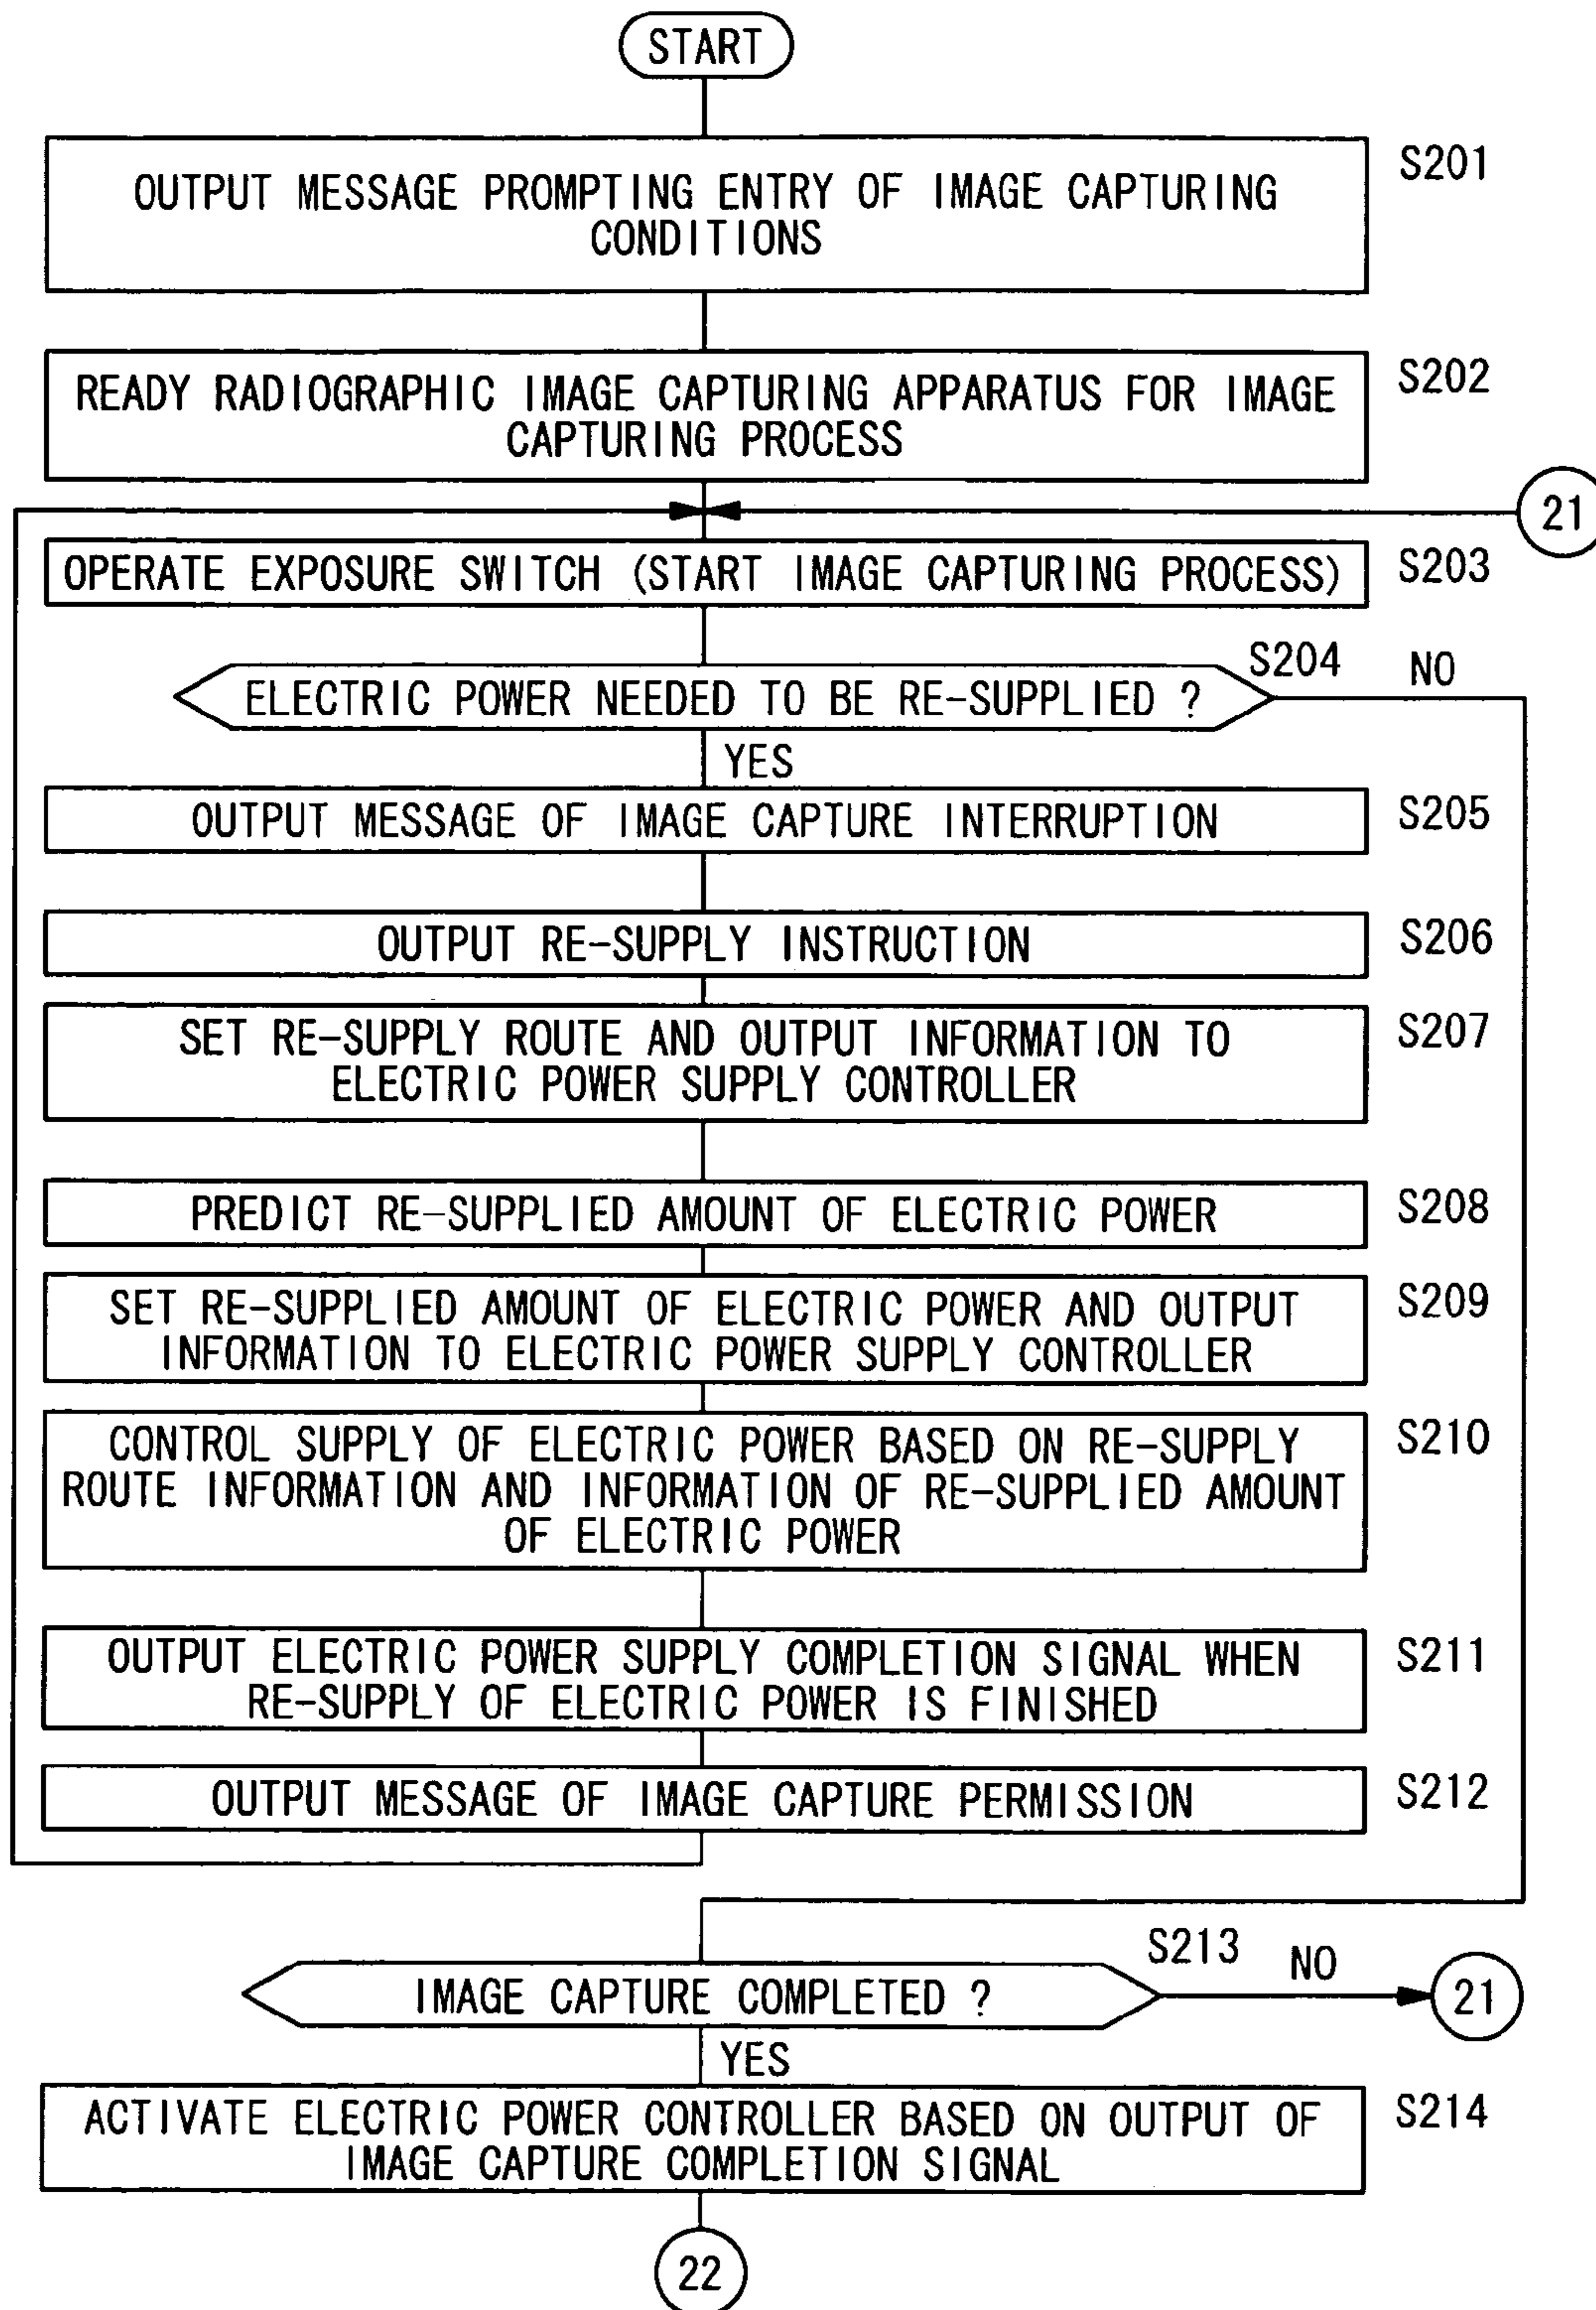 START
S201
OUTPUT MESSAGE PROMPTING ENTRY OF IMAGE CAPTURING
CONDITIONS
S202
READY RADIOGRAPHIC IMAGE CAPTURING APPARATUS FOR IMAGE
CAPTURING PROCESS
21
OPERATE EXPOSURE SWITCH (START IMAGE CAPTURING PROCESS)
S203
S204
NO
ELECTRIC POWER NEEDED TO BE RE-SUPPLIED ?
YES
OUTPUT MESSAGE OF IMAGE CAPTURE INTERRUPTION
S205
OUTPUT RE-SUPPLY INSTRUCTION
S206
SET RE-SUPPLY ROUTE AND OUTPUT INFORMATION TO
ELECTRIC POWER SUPPLY CONTROLLER
S207
PREDICT RE-SUPPLIED AMOUNT OF ELECTRIC POWER
S208
SET RE-SUPPLIED AMOUNT OF ELECTRIC POWER AND OUTPUT
INFORMATION TO ELECTRIC POWER SUPPLY CONTROLLER
S209
CONTROL SUPPLY OF ELECTRIC POWER BASED ON RE-SUPPLY
ROUTE INFORMATION AND INFORMATION OF RE-SUPPLIED AMOUNT
OF ELECTRIC POWER
S210
OUTPUT ELECTRIC POWER SUPPLY COMPLETION SIGNAL WHEN
RE-SUPPLY OF ELECTRIC POWER IS FINISHED
S211
OUTPUT MESSAGE OF IMAGE CAPTURE PERMISSION
S212
S213
NO
IMAGE CAPTURE COMPLETED ?
21
YES
ACTIVATE ELECTRIC POWER CONTROLLER BASED ON OUTPUT OF
IMAGE CAPTURE COMPLETION SIGNAL
S214
22